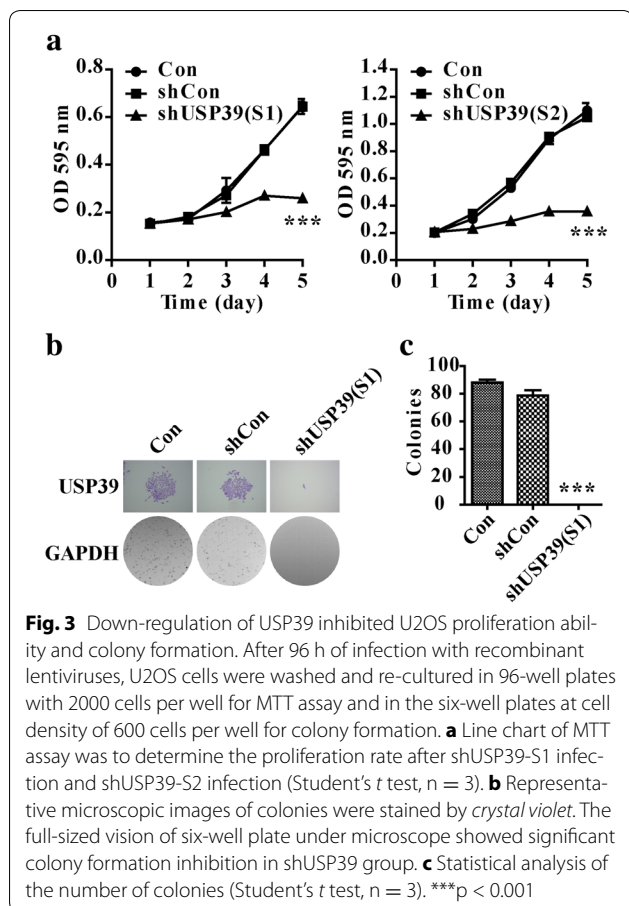 a
Con
shCon
shUSP39(S1)
OD 595 nm
0.8
0.6
0.4
0.2
0.0
***
1 2 3 4 5
Time (day)
Con
shCon
shUSP39(S2)
OD 595 nm
1.4
1.2
1.0
0.8
0.6
0.4
0.2
0.0
***
1 2 3 4 5
Time (day)
b
Con
shCon
shUSP39(S1)
USP39
GAPDH
c
Colonies
100
80
60
40
20
0
***
Con
shCon
shUSP39(S1)
Fig. 3 Down-regulation of USP39 inhibited U2OS proliferation abil-
ity and colony formation. After 96 h of infection with recombinant
lentiviruses, U2OS cells were washed and re-cultured in 96-well plates
with 2000 cells per well for MTT assay and in the six-well plates at cell
density of 600 cells per well for colony formation. a Line chart of MTT
assay was to determine the proliferation rate after shUSP39-S1 infec-
tion and shUSP39-S2 infection (Student's t test, n = 3). b Representa-
tive microscopic images of colonies were stained by crystal violet. The
full-sized vision of six-well plate under microscope showed significant
colony formation inhibition in shUSP39 group. c Statistical analysis of
the number of colonies (Student's t test, n = 3). ***p < 0.001